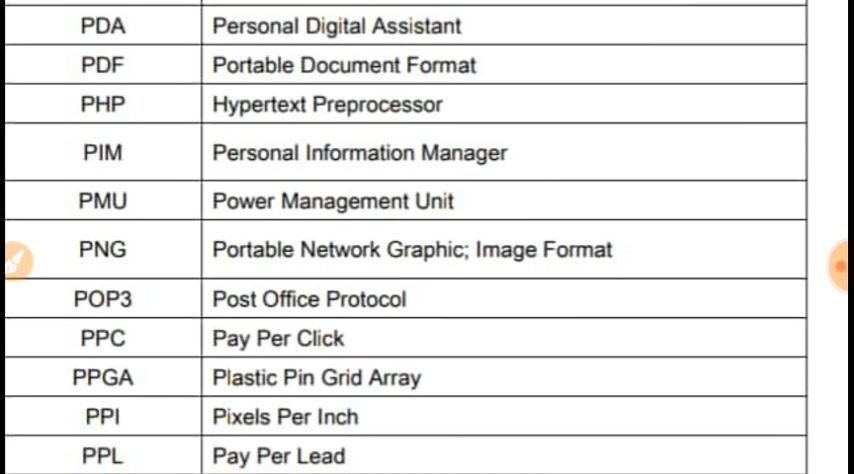 PDA Personal Digital Assistant
PDF Portable Document Format
PHP Hypertext Preprocessor
PIM Personal Information Manager
PMU Power Management Unit
PNG Portable Network Graphic; Image Format
POP3 Post Office Protocol
PPC Pay Per Click
PPGA Plastic Pin Grid Array
PPI Pixels Per Inch
PPL Pay Per Lead